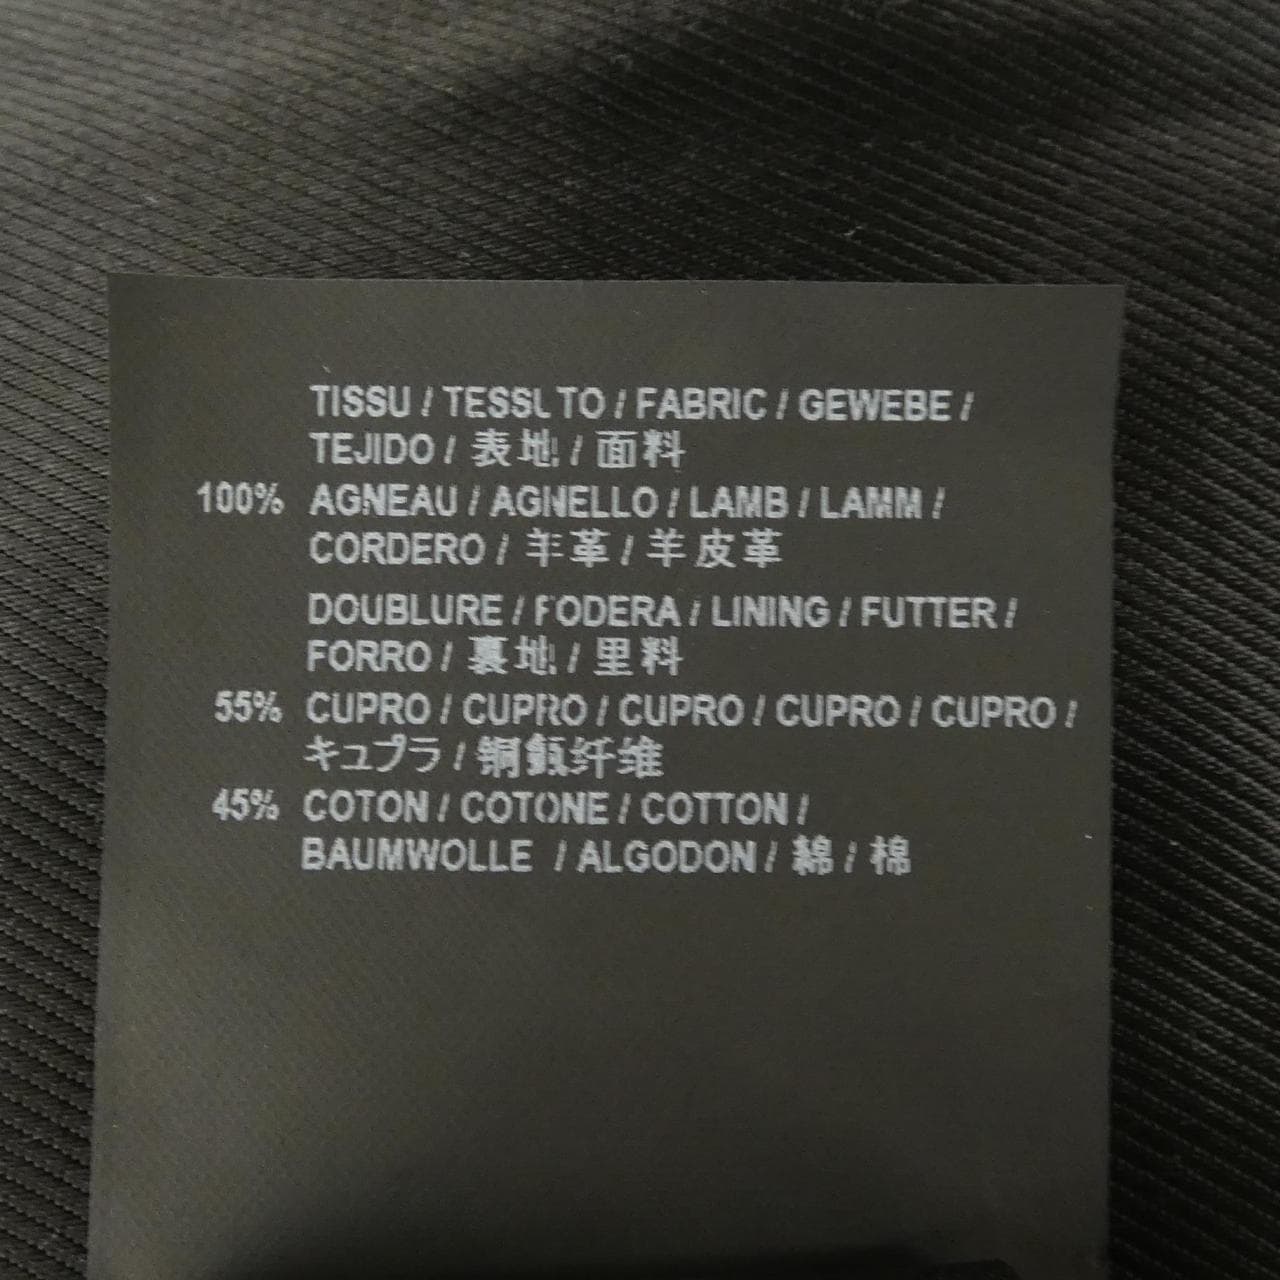 TISSU / TESSUTO / FABRIC / GEWEBE /
TEJIDO / 表地 / 面料
100% AGNEAU / AGNELLO / LAMB / LAMM /
CORDERO / 羊革 / 羊皮革
DOUBLURE / FODERA / LINING / FUTTER /
FORRO / 裏地 / 里料
55% CUPRO / CUPRO / CUPRO / CUPRO / CUPRO /
キュプラ / 铜氨纤维
45% COTON / COTONE / COTTON /
BAUMWOLLE / ALGODON / 綿 / 棉